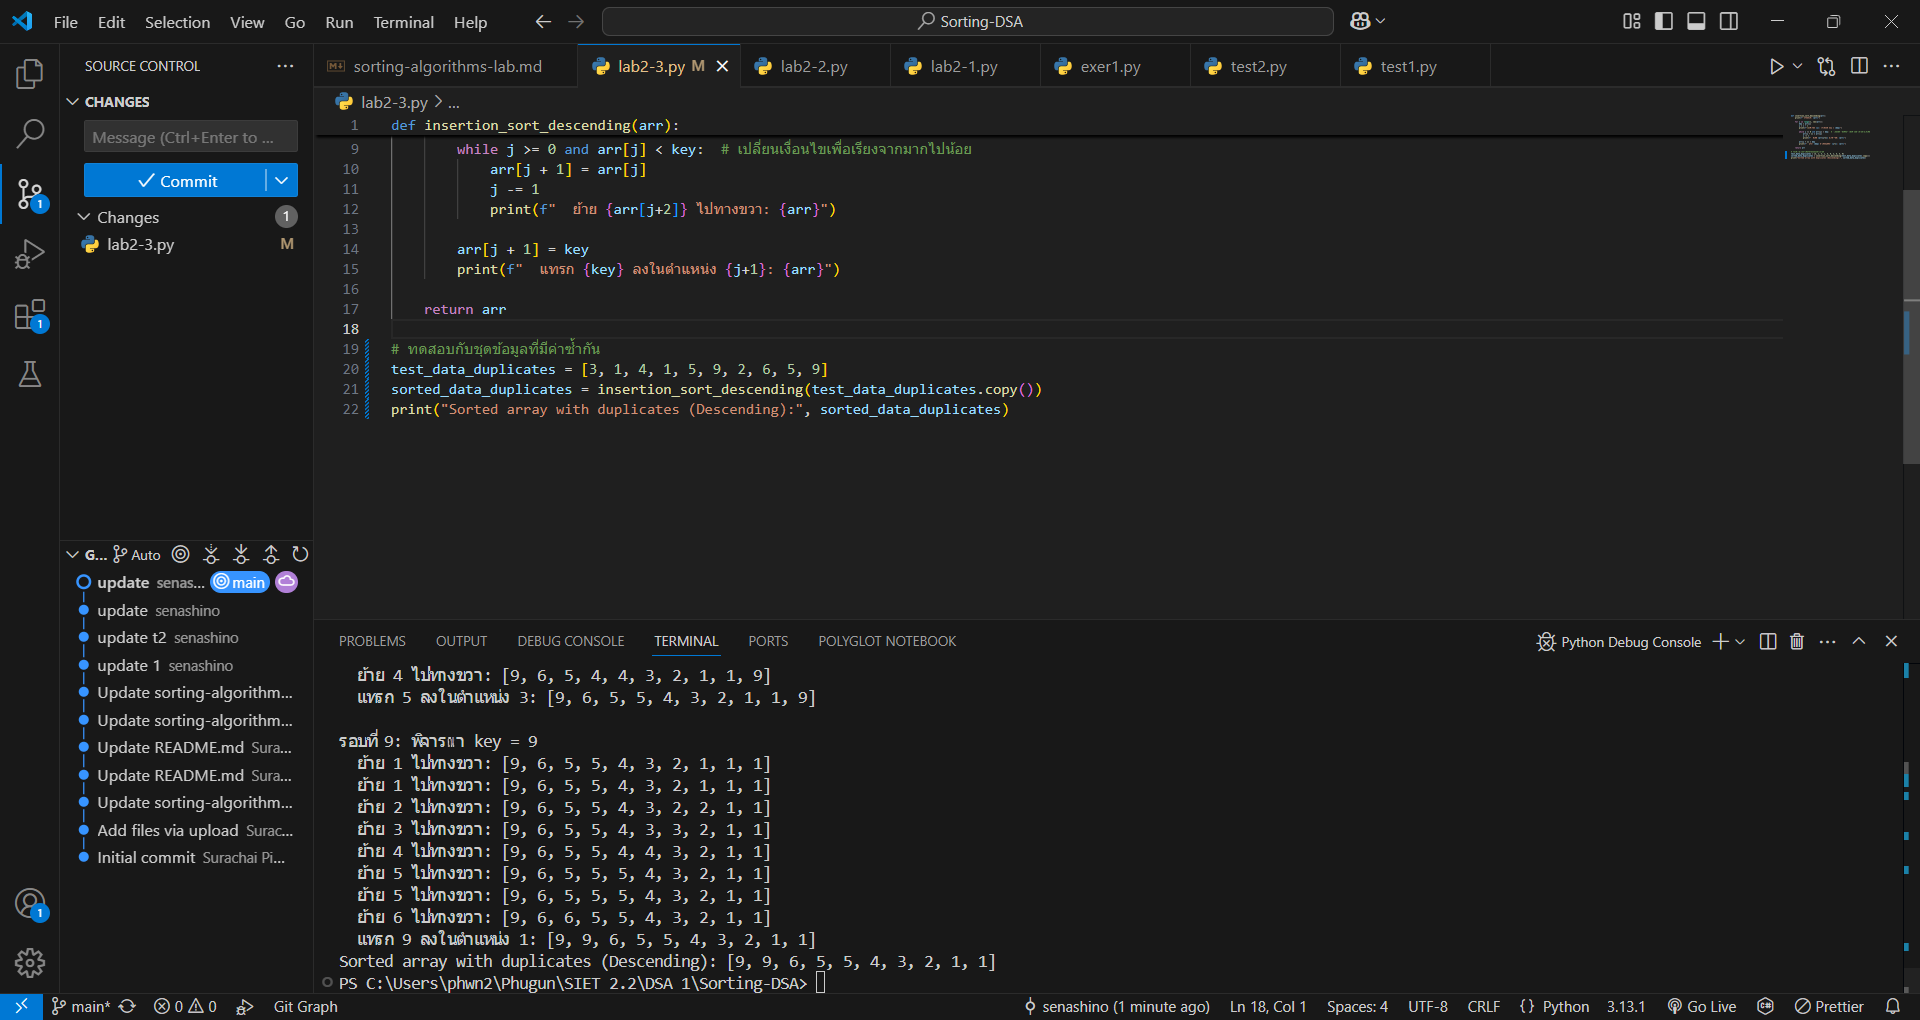 File Edit Selection View Go Run Terminal Help
Sorting-DSA
SOURCE CONTROL
CHANGES
Message (Ctrl+Enter to ...
Commit
Changes 1
lab2-3.py M
G... Auto
update senas... main
update senashino
update t2 senashino
update 1 senashino
Update sorting-algorithm...
Update sorting-algorithm...
Update README.md Sura...
Update README.md Sura...
Update sorting-algorithm...
Add files via upload Surac...
Initial commit Surachai Pi...
1
1
1
sorting-algorithms-lab.md lab2-3.py M lab2-2.py lab2-1.py exer1.py test2.py test1.py
lab2-3.py > ...
1 def insertion_sort_descending(arr):
9 while j >= 0 and arr[j] < key: # เปลี่ยนเงื่อนไขเพื่อเรียงจากมากไปน้อย
10 arr[j + 1] = arr[j]
11 j -= 1
12 print(f"  ย้าย {arr[j+2]} ไปทางขวา: {arr}")
13
14 arr[j + 1] = key
15 print(f"  แทรก {key} ลงในตำแหน่ง {j+1}: {arr}")
16
17 return arr
18
19 # ทดสอบกับชุดข้อมูลที่มีค่าซ้ำกัน
20 test_data_duplicates = [3, 1, 4, 1, 5, 9, 2, 6, 5, 9]
21 sorted_data_duplicates = insertion_sort_descending(test_data_duplicates.copy())
22 print("Sorted array with duplicates (Descending):", sorted_data_duplicates)
PROBLEMS OUTPUT DEBUG CONSOLE TERMINAL PORTS POLYGLOT NOTEBOOK
Python Debug Console
ย้าย 4 ไปทางขวา: [9, 6, 5, 4, 4, 3, 2, 1, 1, 9]
แทรก 5 ลงในตำแหน่ง 3: [9, 6, 5, 5, 4, 3, 2, 1, 1, 9]
รอบที่ 9: พิจารณา key = 9
ย้าย 1 ไปทางขวา: [9, 6, 5, 5, 4, 3, 2, 1, 1, 1]
ย้าย 1 ไปทางขวา: [9, 6, 5, 5, 4, 3, 2, 1, 1, 1]
ย้าย 2 ไปทางขวา: [9, 6, 5, 5, 4, 3, 2, 2, 1, 1]
ย้าย 3 ไปทางขวา: [9, 6, 5, 5, 4, 3, 3, 2, 1, 1]
ย้าย 4 ไปทางขวา: [9, 6, 5, 5, 4, 4, 3, 2, 1, 1]
ย้าย 5 ไปทางขวา: [9, 6, 5, 5, 5, 4, 3, 2, 1, 1]
ย้าย 5 ไปทางขวา: [9, 6, 5, 5, 5, 4, 3, 2, 1, 1]
ย้าย 6 ไปทางขวา: [9, 6, 6, 5, 5, 4, 3, 2, 1, 1]
แทรก 9 ลงในตำแหน่ง 1: [9, 9, 6, 5, 5, 4, 3, 2, 1, 1]
Sorted array with duplicates (Descending): [9, 9, 6, 5, 5, 4, 3, 2, 1, 1]
PS C:\Users\phwn2\Phugun\SIET 2.2\DSA 1\Sorting-DSA>
main* 0 0 Git Graph senashino (1 minute ago) Ln 18, Col 1 Spaces: 4 UTF-8 CRLF {} Python 3.13.1 Go Live Prettier